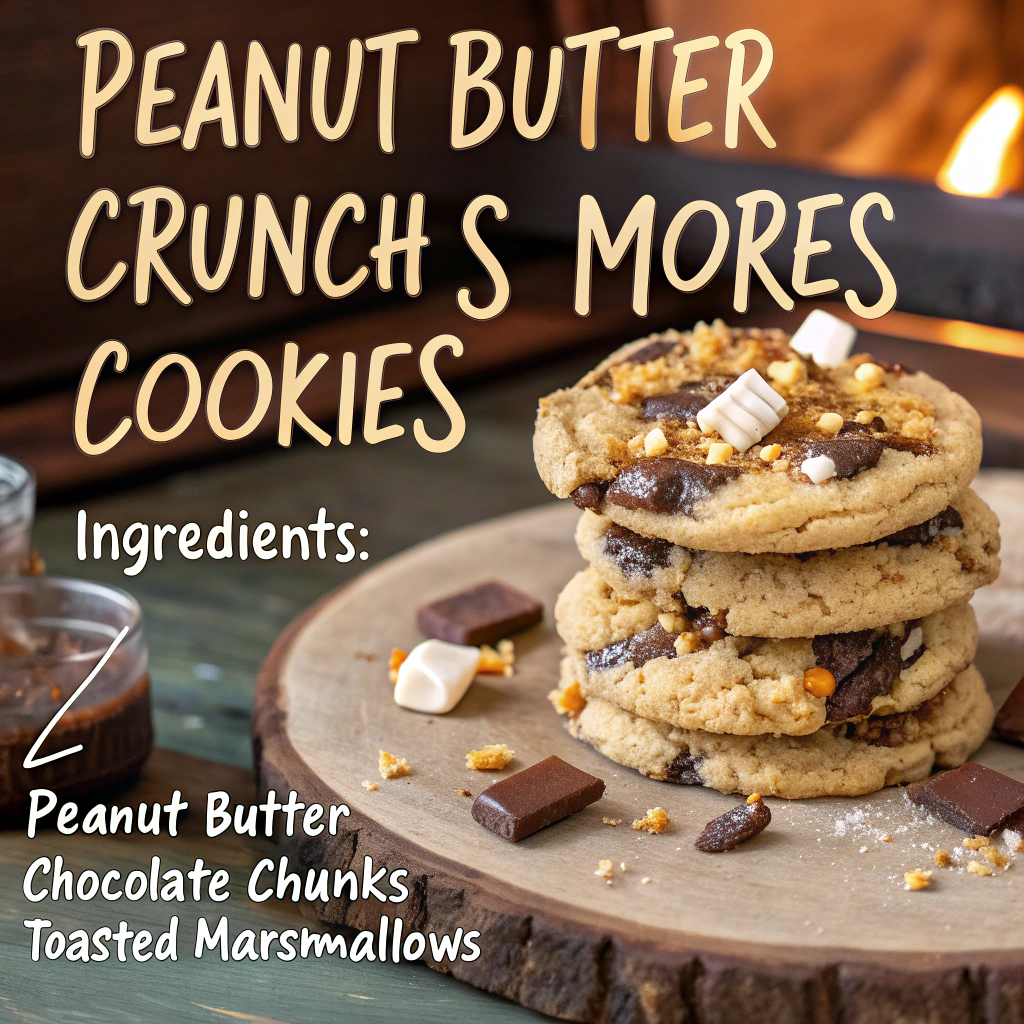 PEANUT BUTTER
CRUNCH S MORES
COOKIES
Ingredients:
Peanut Butter
Chocolate Chunks
Toasted Marsmallows